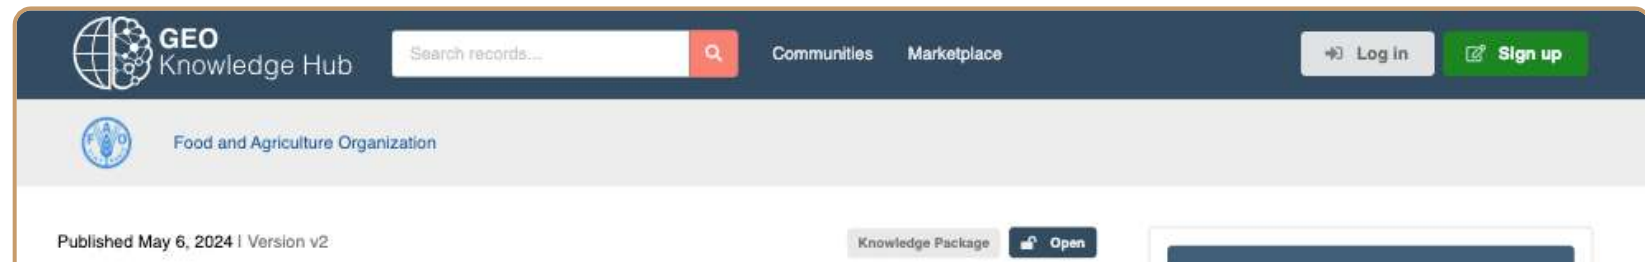 GEO
Knowledge Hub
Search records...
Communities
Marketplace
Log in
Sign up
Food and Agriculture Organization
Published May 6, 2024 | Version v2
Knowledge Package
Open